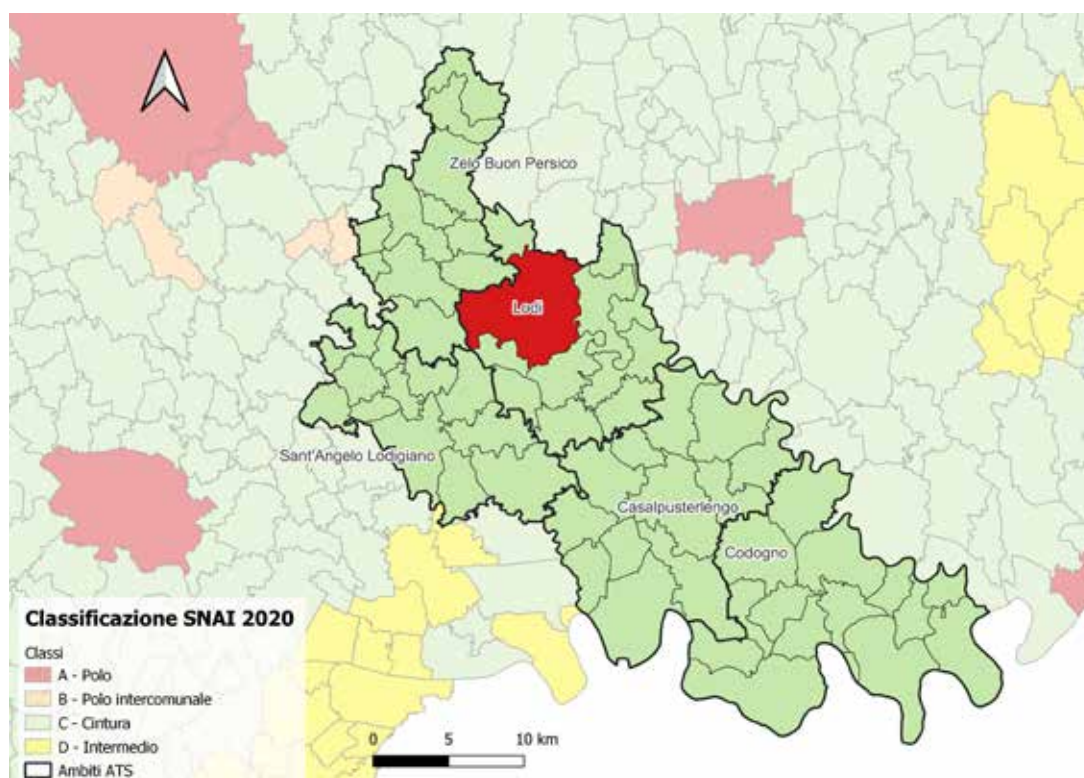 Zelo Buon Persico
Lodi
Sant'Angelo Lodigiano
Casalpusterlengo
Codogno
Classificazione SNAI 2020
Classi
A - Polo
B - Polo intercomunale
C - Cintura
D - Intermedio
Ambiti ATS
0 5 10 km